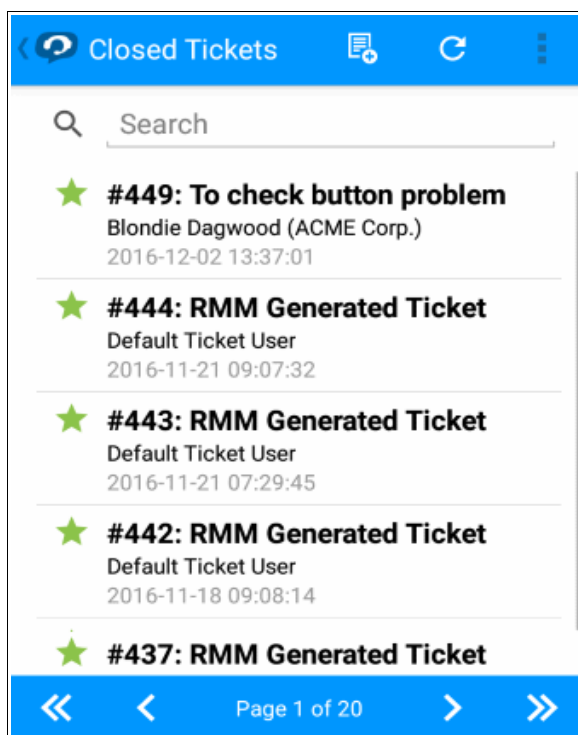 Closed Tickets
Search
#449: To check button problem
Blondie Dagwood (ACME Corp.)
2016-12-02 13:37:01
#444: RMM Generated Ticket
Default Ticket User
2016-11-21 09:07:32
#443: RMM Generated Ticket
Default Ticket User
2016-11-21 07:29:45
#442: RMM Generated Ticket
Default Ticket User
2016-11-18 09:08:14
#437: RMM Generated Ticket
Page 1 of 20